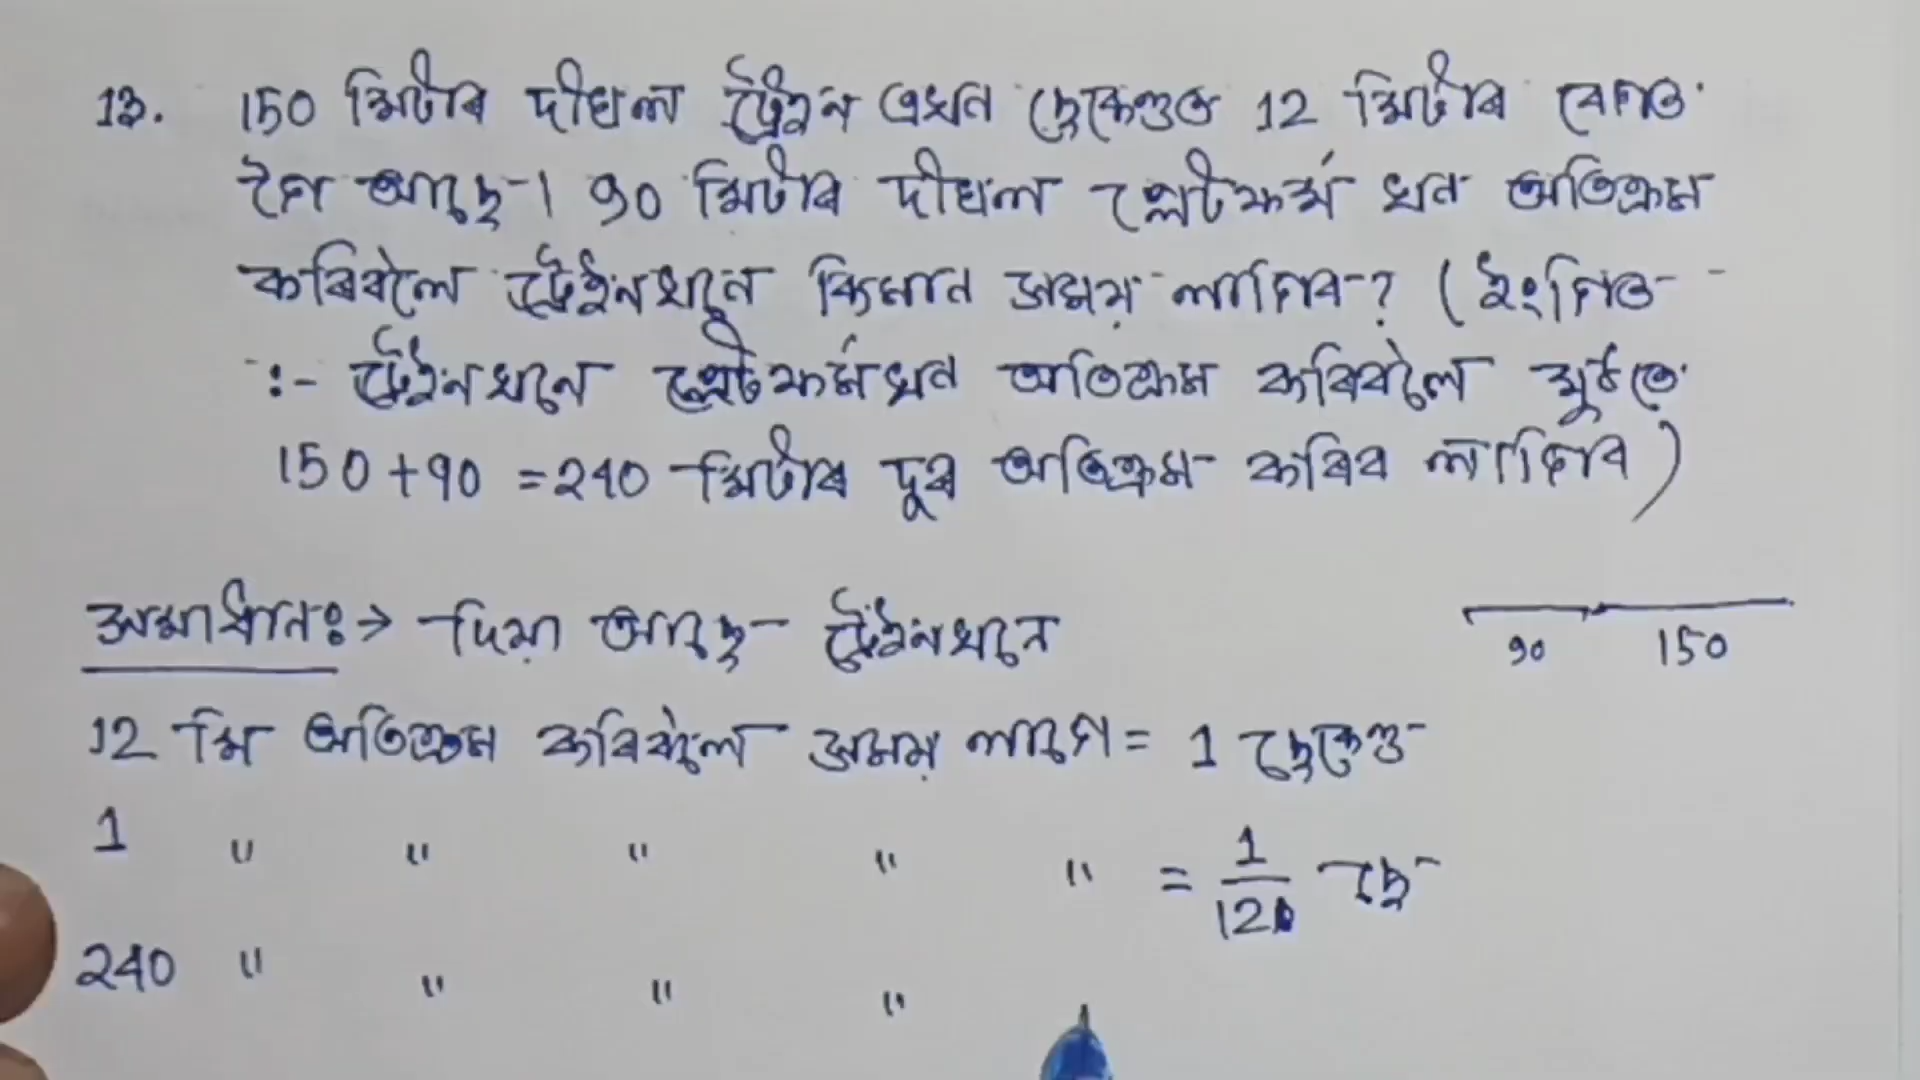 13. 150 মিটাৰ দীঘল ট্ৰেইন এখন ছেকেণ্ডত 12 মিটাৰ বেগত
গৈ আছে। 90 মিটাৰ দীঘল প্লেটফৰ্ম খন অতিক্ৰম
কৰিবলৈ ট্ৰেইনখনে কিমান সময় লাগিব? (ইংগিত
:- ট্ৰেইনখনে প্লেটফৰ্মখন অতিক্ৰম কৰিবলৈ মুঠতে
150+90 =240 মিটাৰ দূৰ অতিক্ৰম কৰিব লাগিব)
সমাধানঃ→ দিয়া আছে ট্ৰেইনখনে
90 150
12 মি অতিক্ৰম কৰিবলৈ সময় লাগে = 1 ছেকেণ্ড
1 " " " " " = 1/12 ছে
240 " " " "